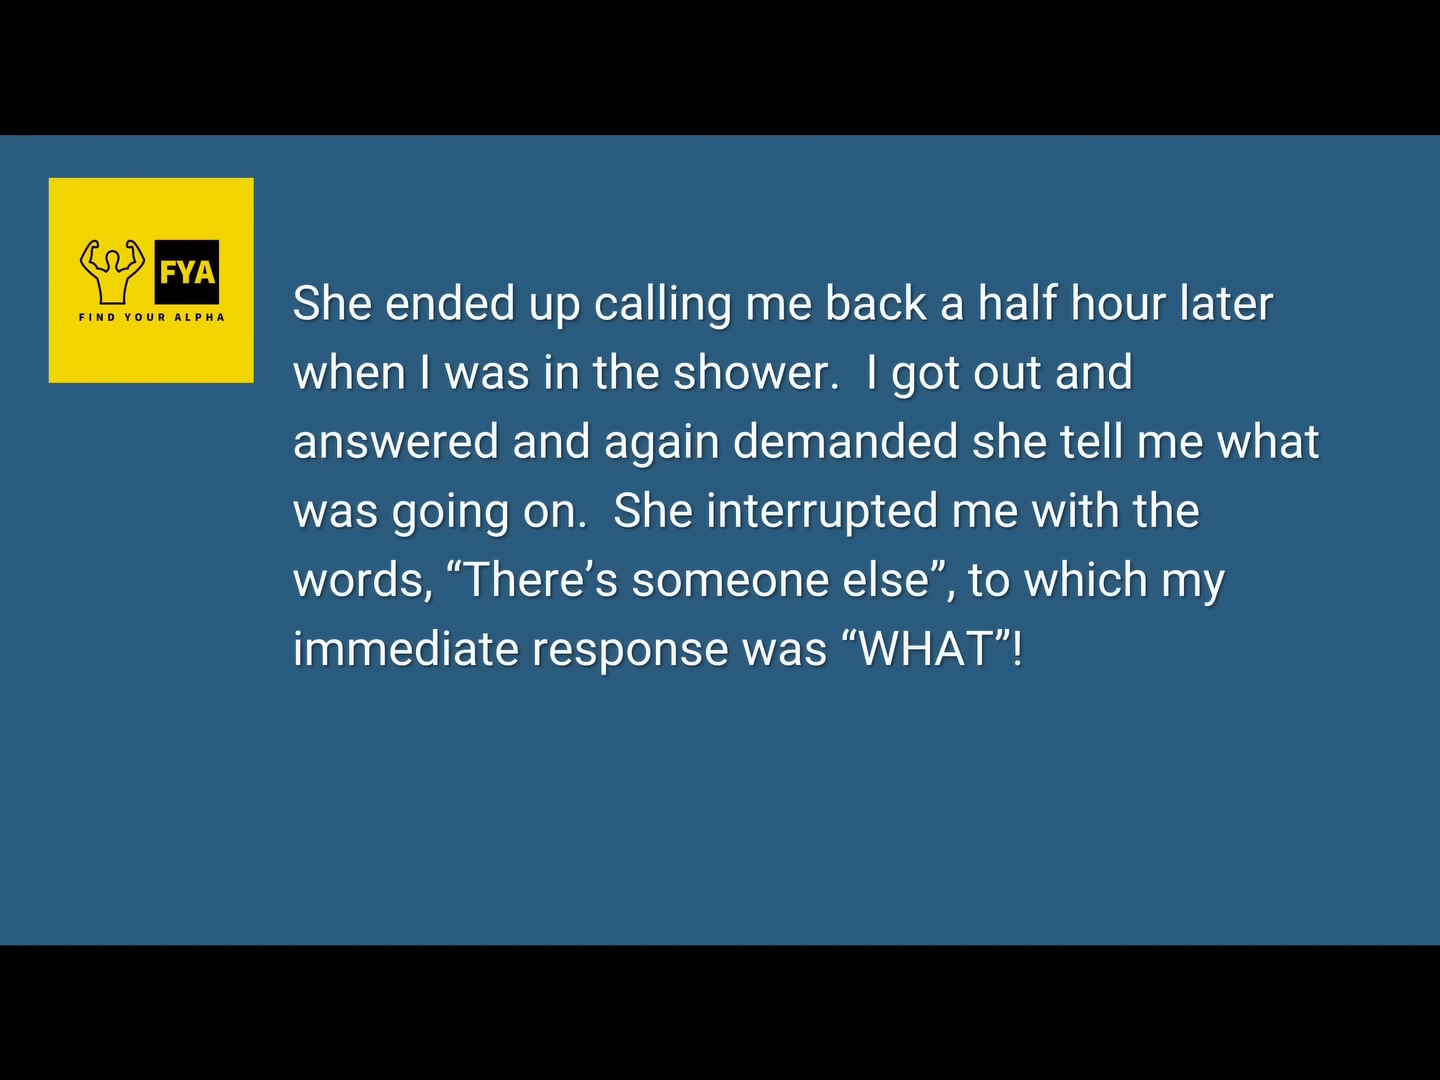 FYA
FIND YOUR ALPHA
She ended up calling me back a half hour later
when I was in the shower.  I got out and
answered and again demanded she tell me what
was going on.  She interrupted me with the
words, “There’s someone else”, to which my
immediate response was “WHAT”!